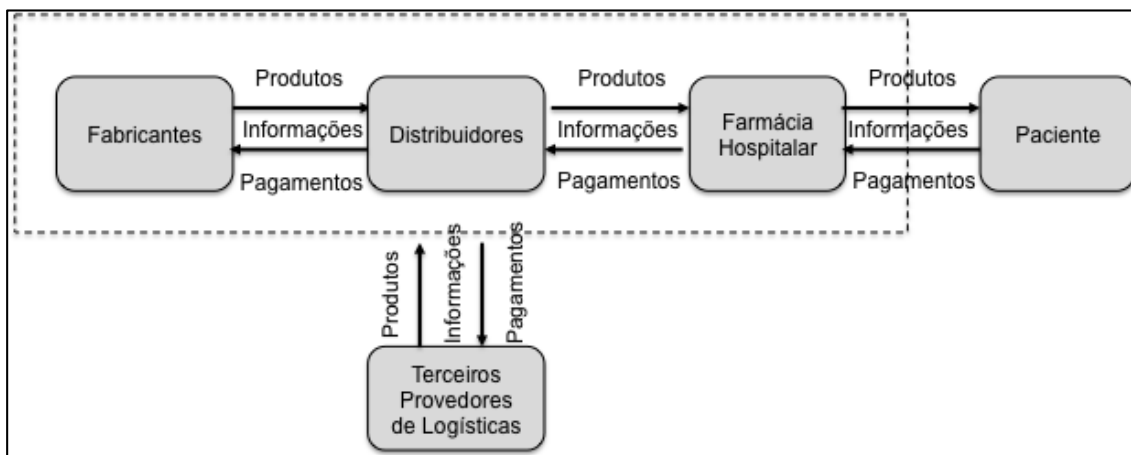 Produtos
Produtos
Produtos
Fabricantes
Informações
Distribuidores
Informações
Farmácia
Hospitalar
Informações
Paciente
Pagamentos
Pagamentos
Pagamentos
Produtos
Informações
Pagamentos
Terceiros
Provedores
de Logísticas